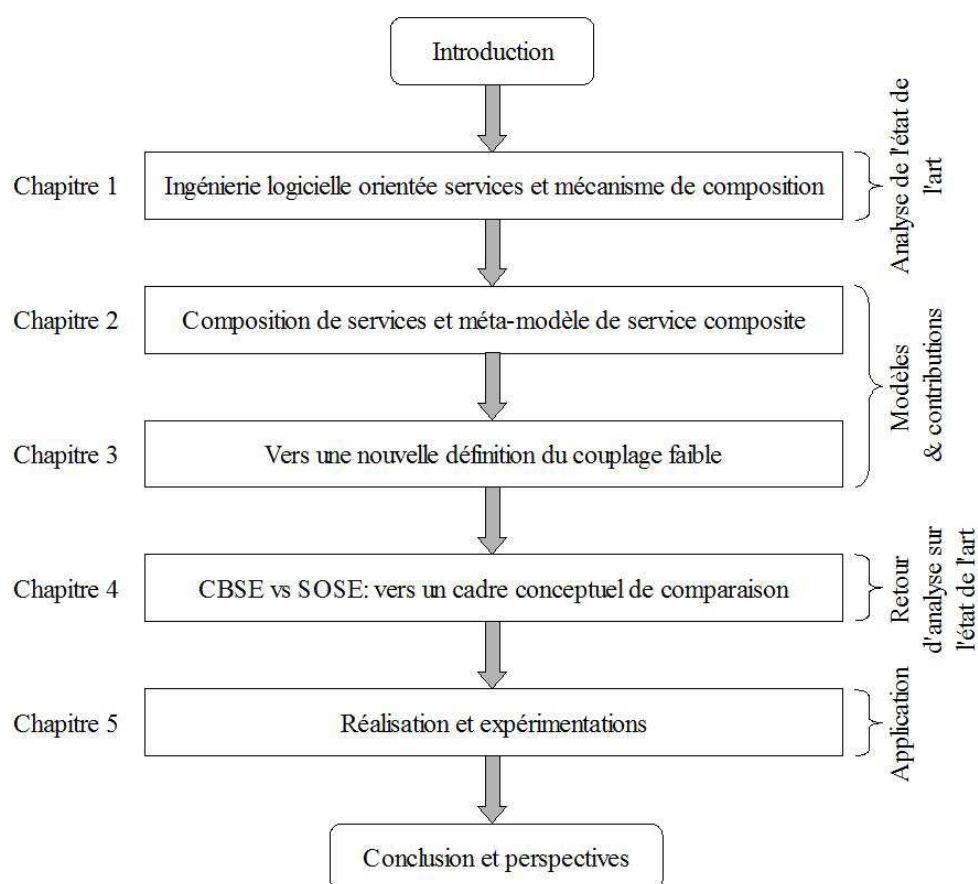 Introduction
Chapitre 1
Ingénierie logicielle orientée services et mécanisme de composition
Analyse de l'état de
l'art
Chapitre 2
Composition de services et méta-modèle de service composite
Modèles
& contributions
Chapitre 3
Vers une nouvelle définition du couplage faible
Chapitre 4
CBSE vs SOSE: vers un cadre conceptuel de comparaison
Retour
d'analyse sur
l'état de l'art
Chapitre 5
Réalisation et expérimentations
Application
Conclusion et perspectives